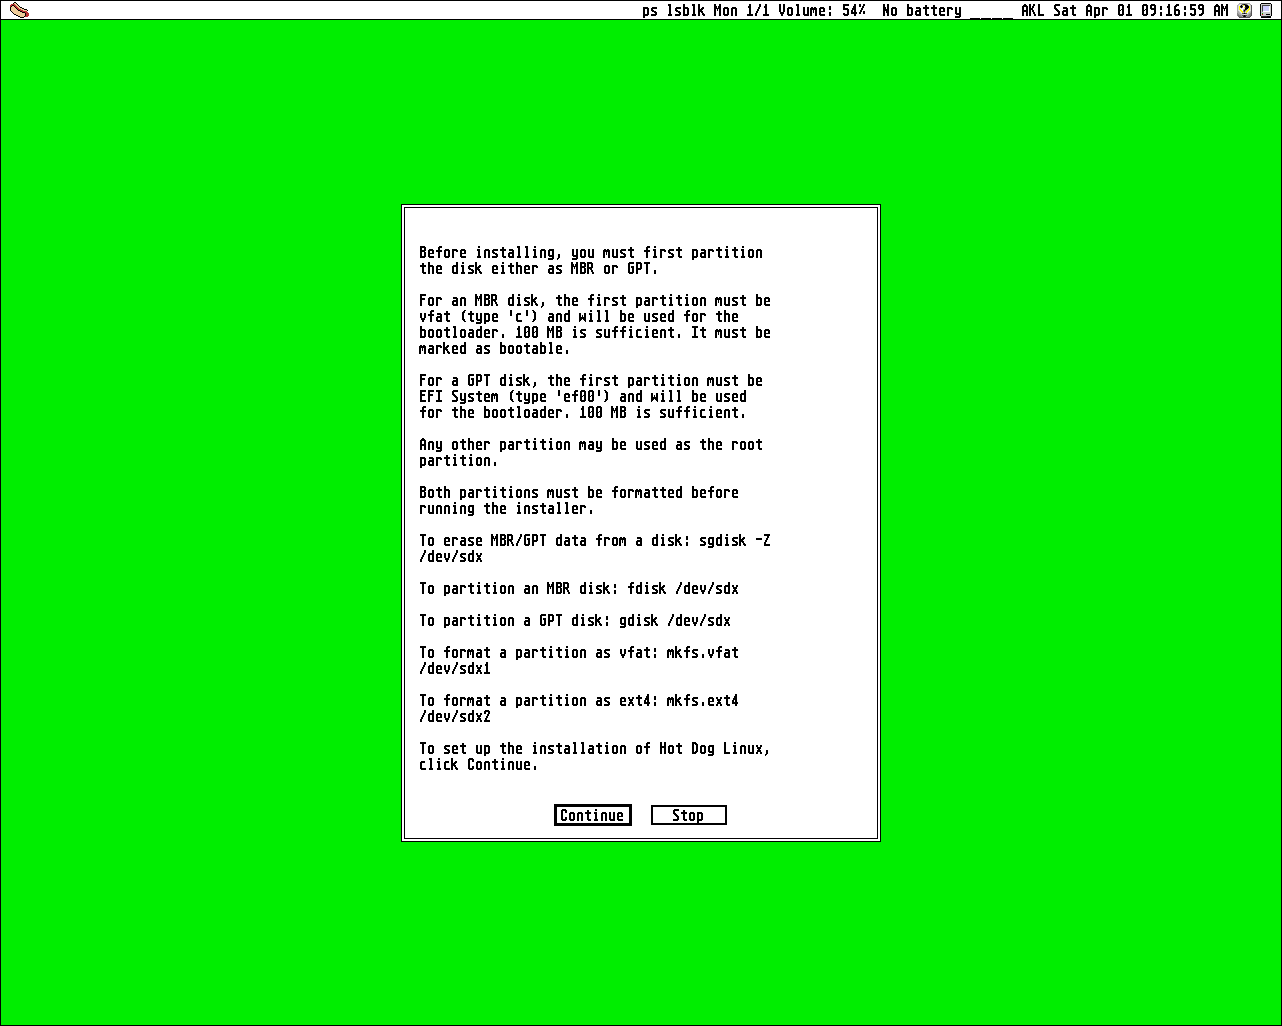 ps lsblk Mon 1/1 Volume: 54% No battery ____ AKL Sat Apr 01 09:16:59 AM ?
Before installing, you must first partition
the disk either as MBR or GPT.
For an MBR disk, the first partition must be
vfat (type 'c') and will be used for the
bootloader. 100 MB is sufficient. It must be
marked as bootable.
For a GPT disk, the first partition must be
EFI System (type 'ef00') and will be used
for the bootloader. 100 MB is sufficient.
Any other partition may be used as the root
partition.
Both partitions must be formatted before
running the installer.
To erase MBR/GPT data from a disk: sgdisk -Z
/dev/sdx
To partition an MBR disk: fdisk /dev/sdx
To partition a GPT disk: gdisk /dev/sdx
To format a partition as vfat: mkfs.vfat
/dev/sdx1
To format a partition as ext4: mkfs.ext4
/dev/sdx2
To set up the installation of Hot Dog Linux,
click Continue.
Continue Stop